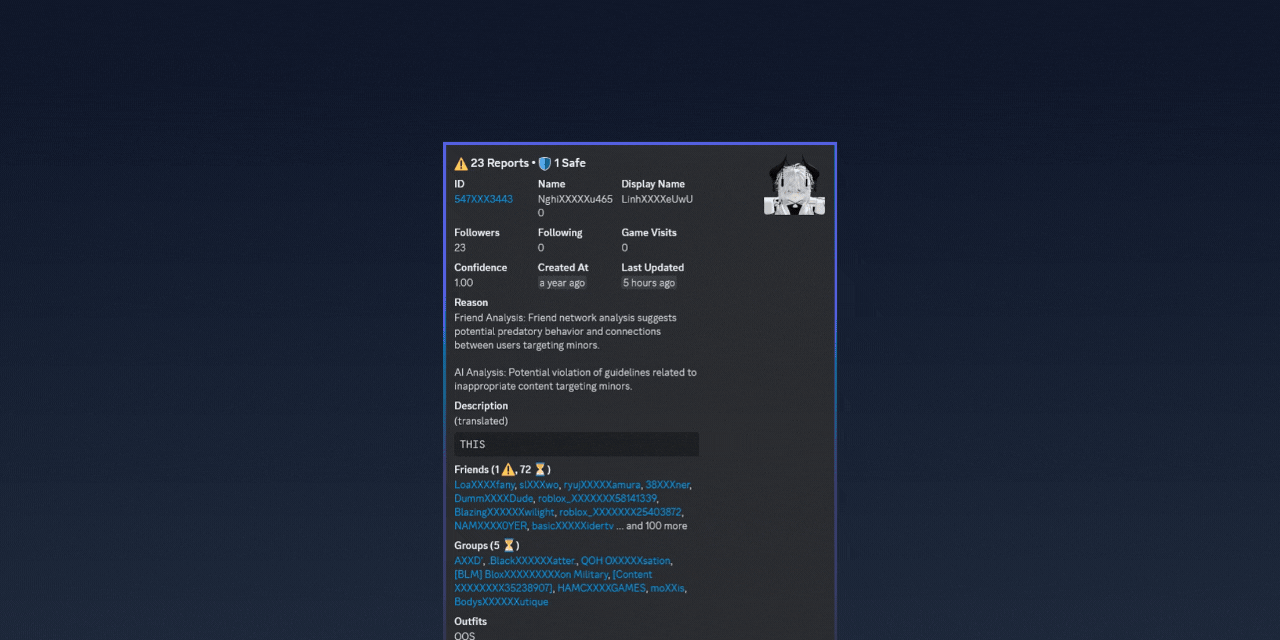 ⚠️ 23 Reports • 🛡️ 1 Safe
ID Name Display Name
547XXX3443 NghiXXXXXu465 LinhXXXXeUwU
0
Followers Following Game Visits
23 0 0
Confidence Created At Last Updated
1.00 a year ago 5 hours ago
Reason
Friend Analysis: Friend network analysis suggests
potential predatory behavior and connections
between users targeting minors.
AI Analysis: Potential violation of guidelines related to
inappropriate content targeting minors.
Description
(translated)
THIS
Friends (1 ⚠️, 72 ⏳)
LoaXXXXfany, slXXXwo, ryujXXXXXamura, 38XXXner,
DummXXXXDude, roblox_XXXXXXX58141339,
BlazingXXXXXXwilight, roblox_XXXXXXX25403872,
NAMXXXXOYER, basicXXXXXidertv ... and 100 more
Groups (5 ⏳)
AXXD', .BlackXXXXXXatter., QOH OXXXXXsation,
[BLM] BloxXXXXXXXXXon Military, [Content
XXXXXXXX35238907], HAMCXXXXGAMES, moXXis,
BodysXXXXXXutique
Outfits
OOS